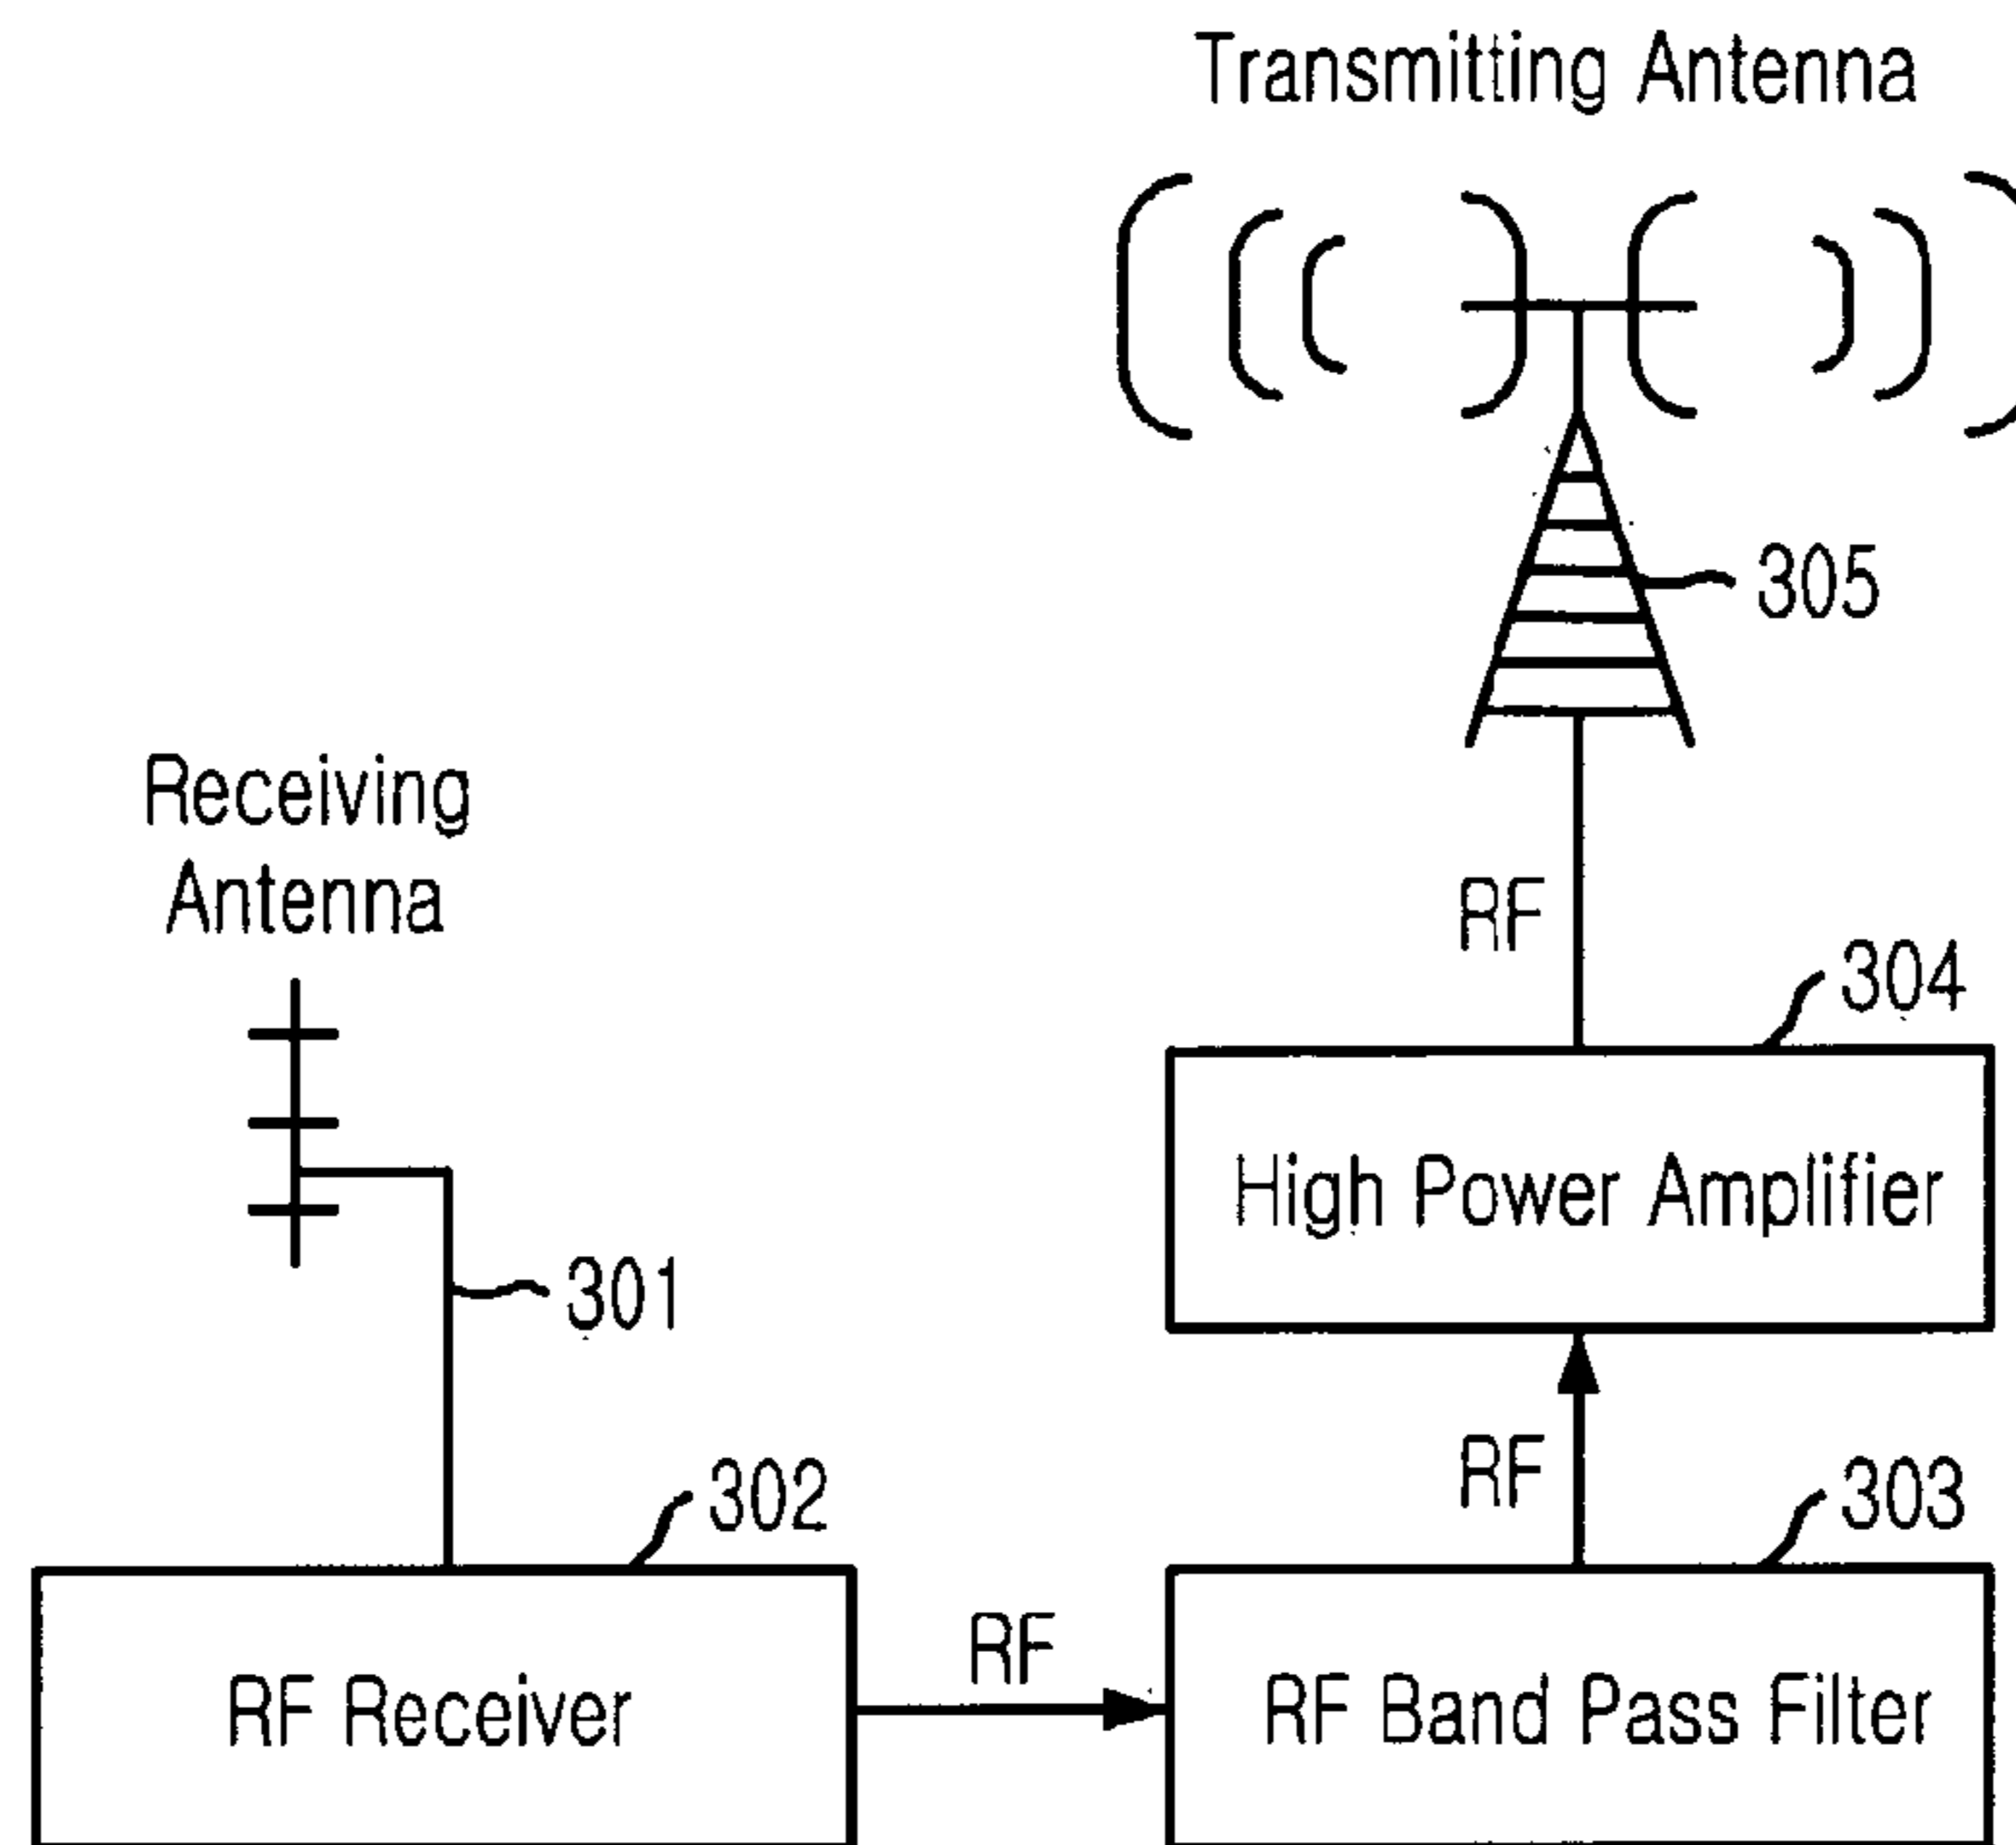 Transmitting Antenna
305
Receiving
Antenna
RF
304
High Power Amplifier
301
RF
302
303
RF
RF Receiver
RF Band Pass Filter